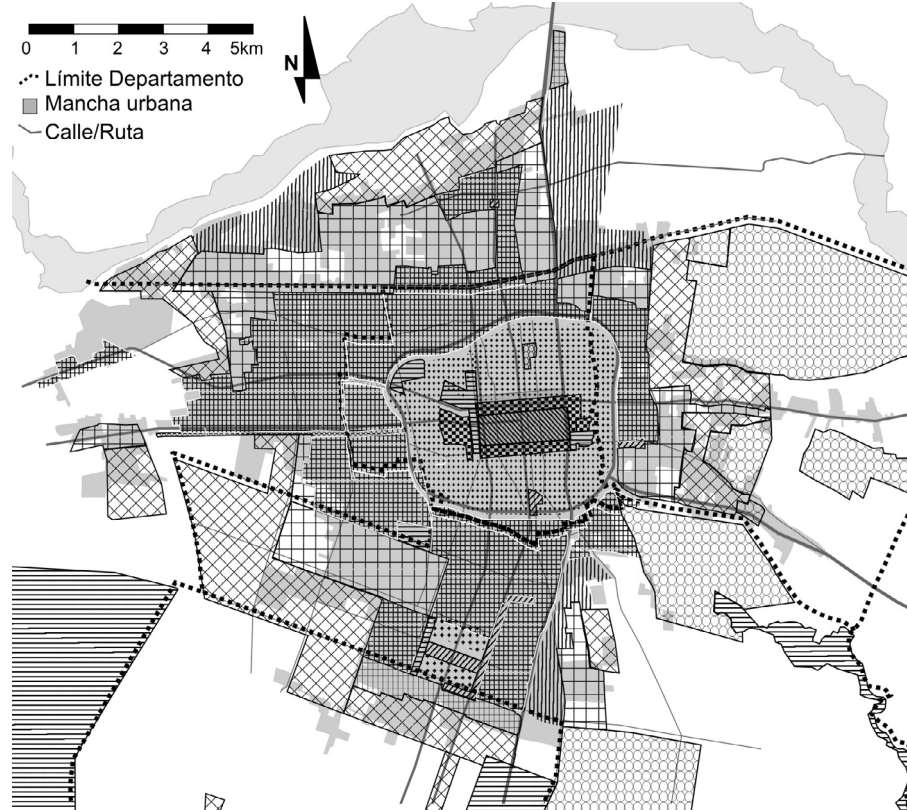 0 1 2 3 4 5km
N
Límite Departamento
Mancha urbana
Calle/Ruta